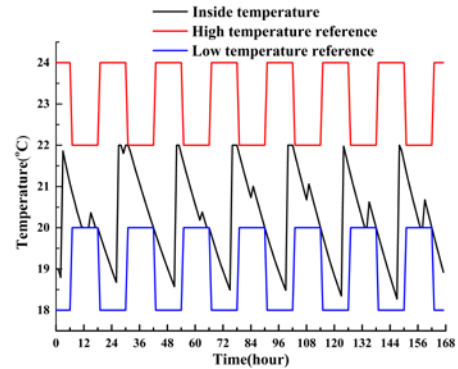 Inside temperature
High temperature reference
Low temperature reference
24
23
22
21
20
19
18
Temperature(°C)
0 12 24 36 48 60 72 84 96 108 120 132 144 156 168
Time(hour)